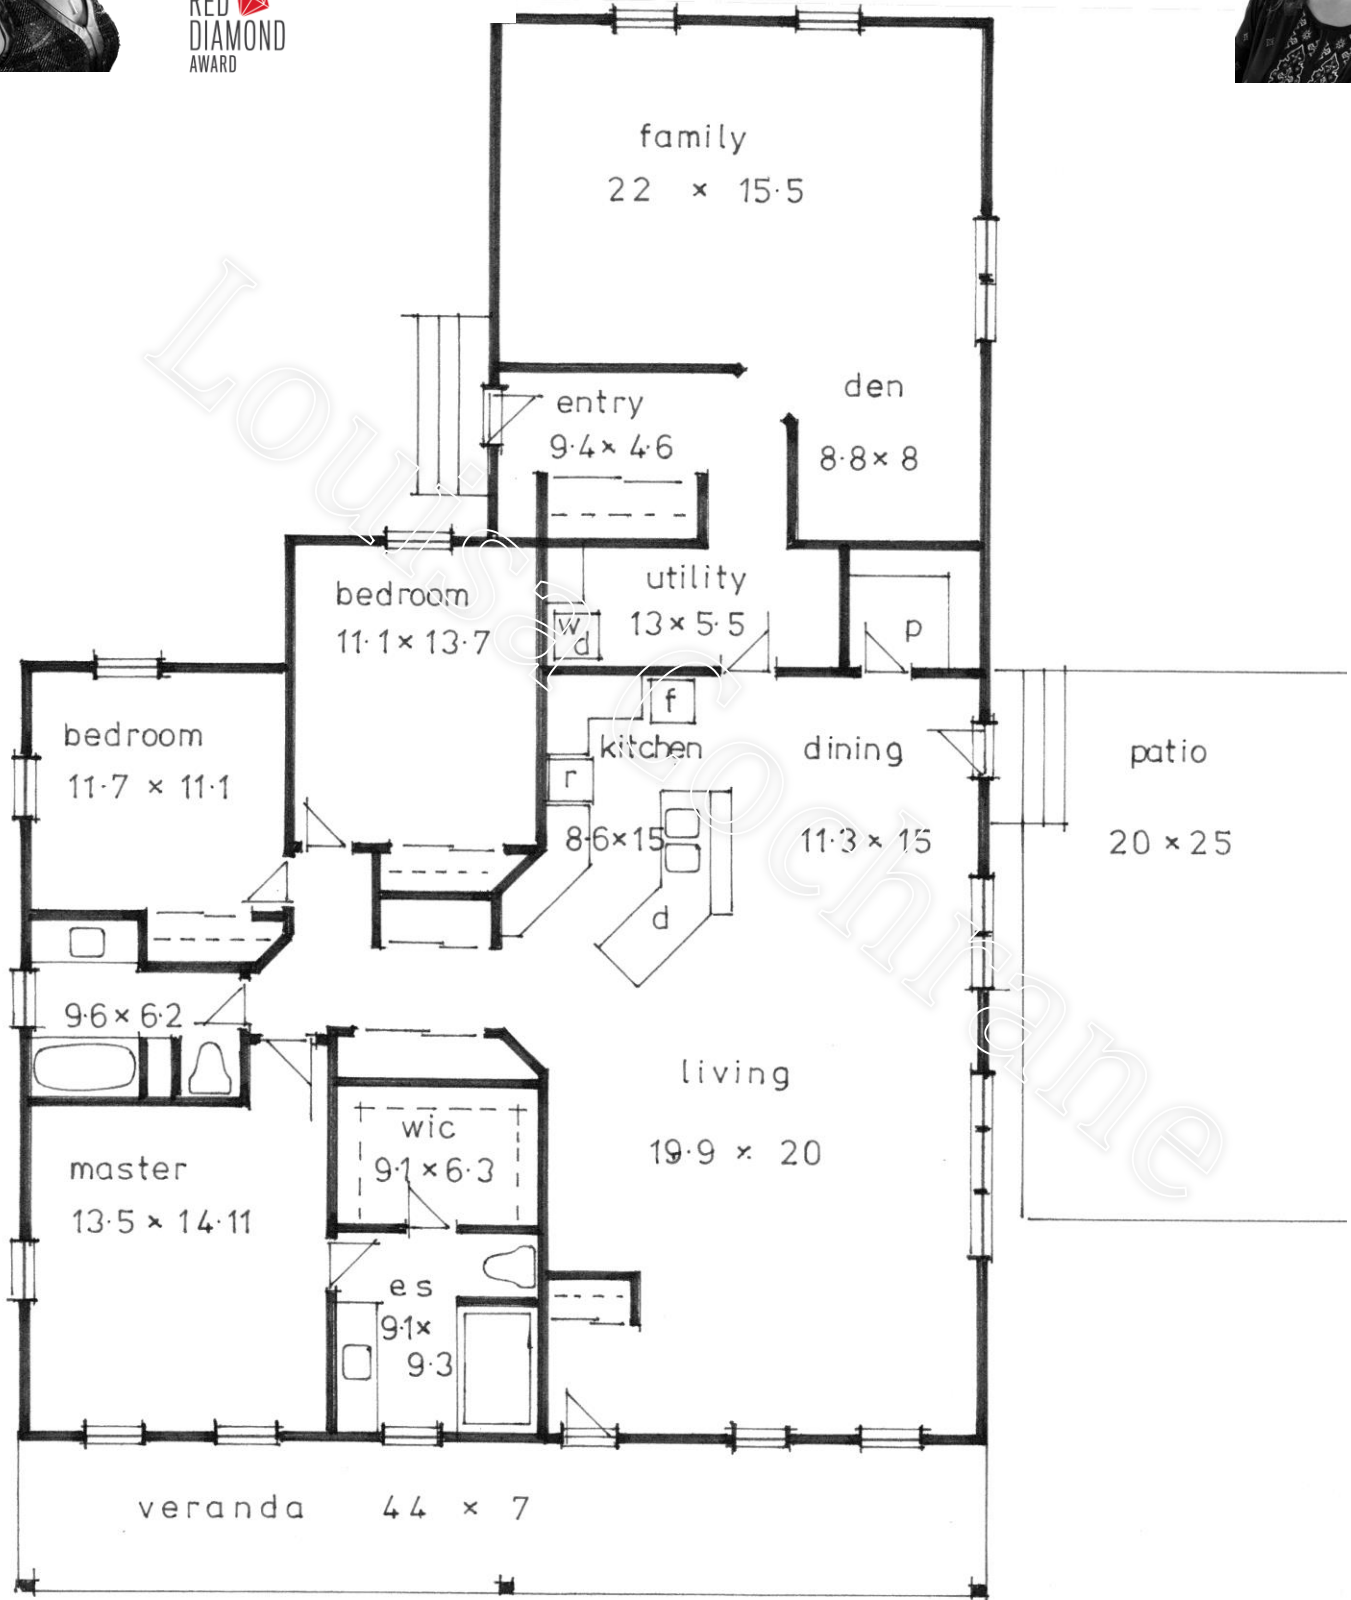 RED
DIAMOND
AWARD
family
22 × 15·5
den
8·8 × 8
entry
9·4 × 4·6
utility
13 × 5·5
w
d
p
bedroom
11·1 × 13·7
bedroom
11·7 × 11·1
f
kitchen
r
8·6 × 15
d
dining
11·3 × 15
patio
20 × 25
9·6 × 6·2
living
19·9 × 20
wic
9·1 × 6·3
master
13·5 × 14·11
es
9·1 ×
9·3
veranda 44 × 7
Louisa Cochrane